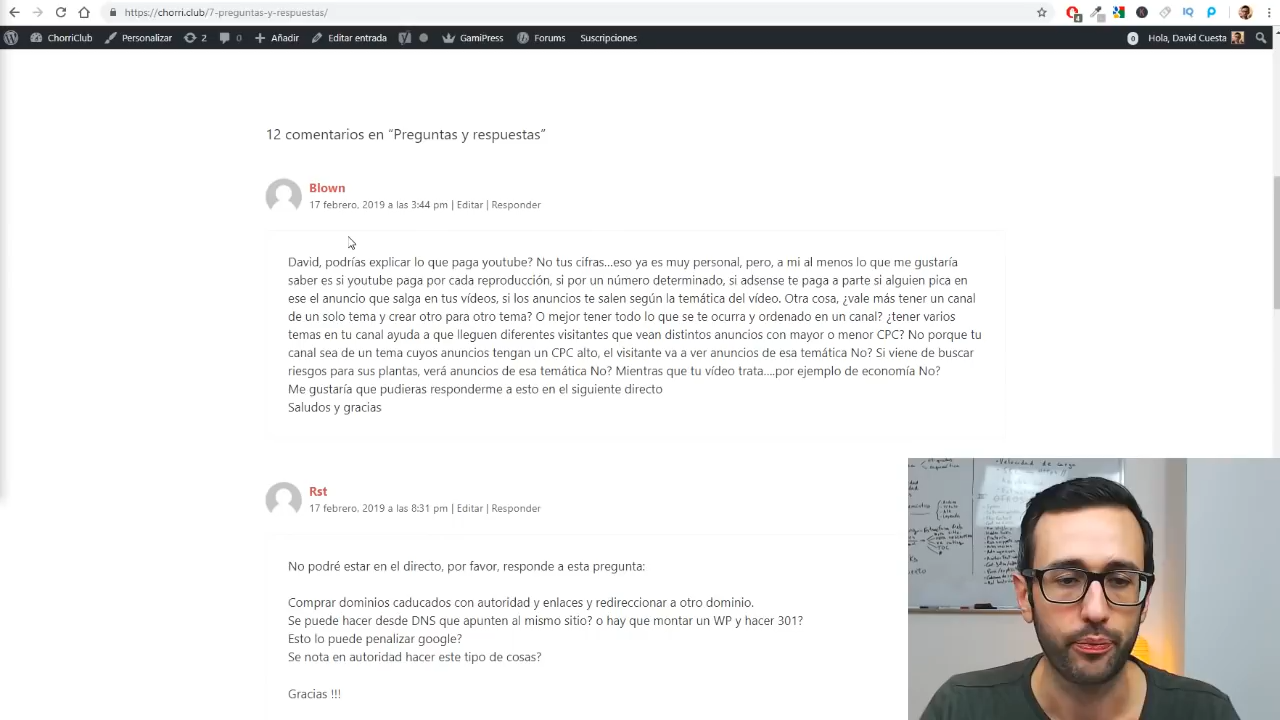 https://chorri.club/7-preguntas-y-respuestas/
ChorriClub Personalizar 2 0 Añadir Editar entrada GamiPress Forums Suscripciones 0 Hola, David Cuesta
12 comentarios en “Preguntas y respuestas”
Blown
17 febrero, 2019 a las 3:44 pm | Editar | Responder
David, podrías explicar lo que paga youtube? No tus cifras...eso ya es muy personal, pero, a mi al menos lo que me gustaría
saber es si youtube paga por cada reproducción, si por un número determinado, si adsense te paga a parte si alguien pica en
ese el anuncio que salga en tus vídeos, si los anuncios te salen según la temática del vídeo. Otra cosa, ¿vale más tener un canal
de un solo tema y crear otro para otro tema? O mejor tener todo lo que se te ocurra y ordenado en un canal? ¿tener varios
temas en tu canal ayuda a que lleguen diferentes visitantes que vean distintos anuncios con mayor o menor CPC? No porque tu
canal sea de un tema cuyos anuncios tengan un CPC alto, el visitante va a ver anuncios de esa temática No? Si viene de buscar
riesgos para sus plantas, verá anuncios de esa temática No? Mientras que tu vídeo trata....por ejemplo de economía No?
Me gustaría que pudieras responderme a esto en el siguiente directo
Saludos y gracias
Rst
17 febrero, 2019 a las 8:31 pm | Editar | Responder
No podré estar en el directo, por favor, responde a esta pregunta:
Comprar dominios caducados con autoridad y enlaces y redireccionar a otro dominio.
Se puede hacer desde DNS que apunten al mismo sitio? o hay que montar un WP y hacer 301?
Esto lo puede penalizar google?
Se nota en autoridad hacer este tipo de cosas?
Gracias !!!
Velocidad de carga